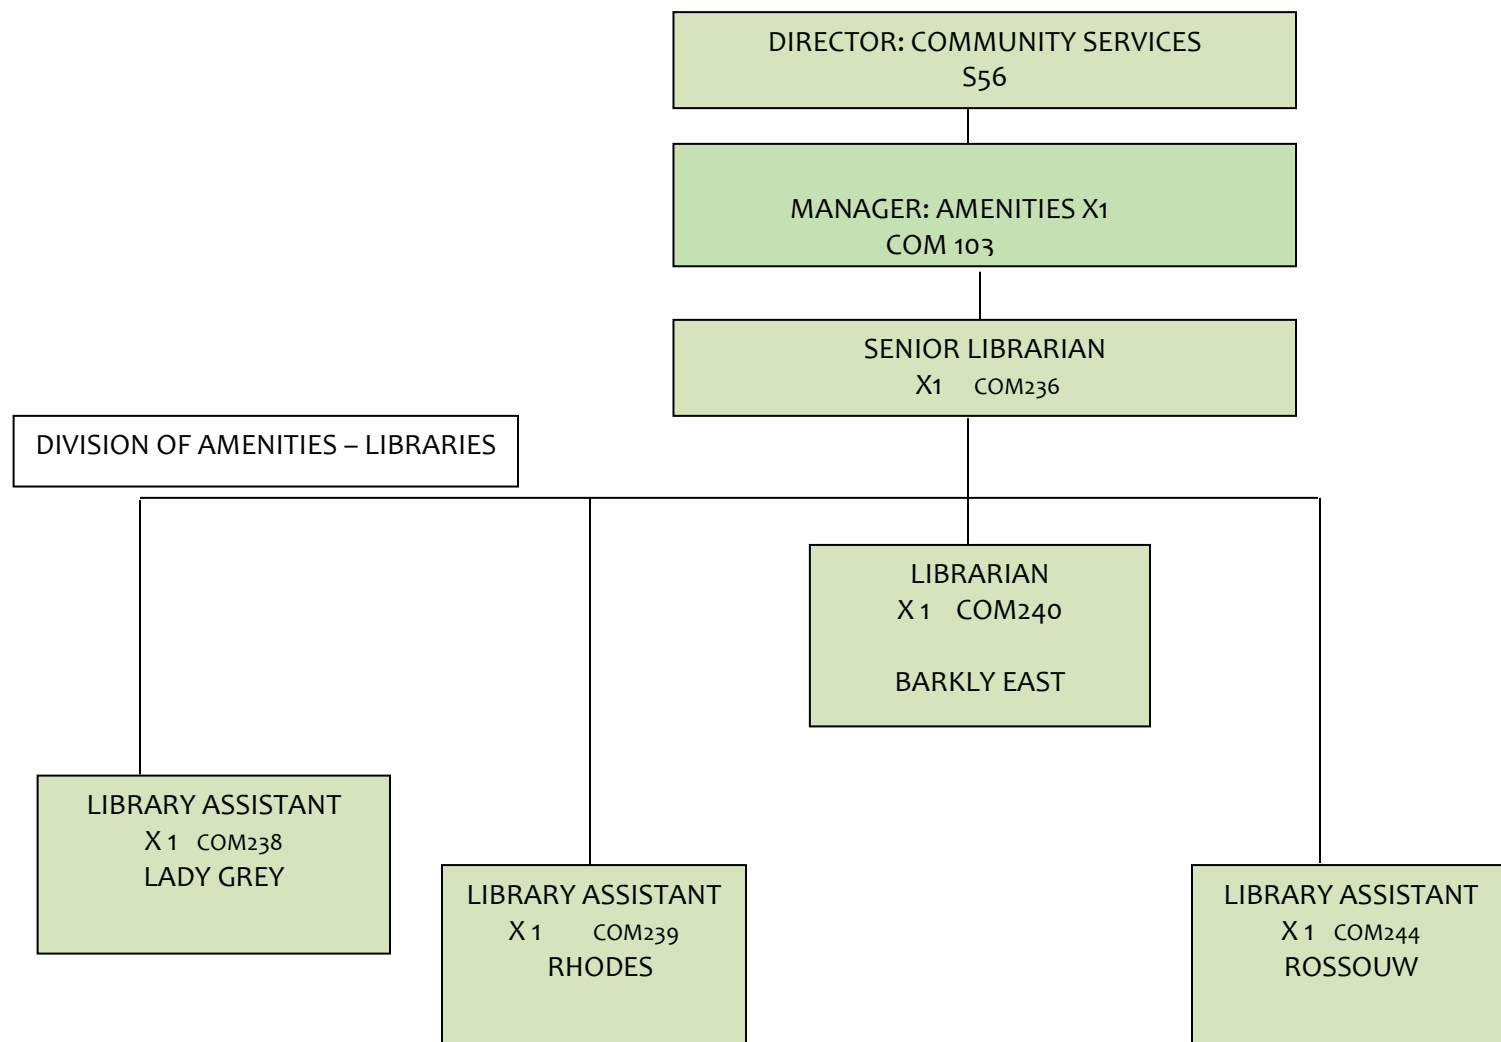 DIRECTOR: COMMUNITY SERVICES
S56
MANAGER: AMENITIES X1
COM 103
SENIOR LIBRARIAN
X1 COM236
DIVISION OF AMENITIES – LIBRARIES
LIBRARIAN
X 1 COM240
BARKLY EAST
LIBRARY ASSISTANT
X 1 COM238
LADY GREY
LIBRARY ASSISTANT
X 1 COM239
RHODES
LIBRARY ASSISTANT
X 1 COM244
ROSSOUW